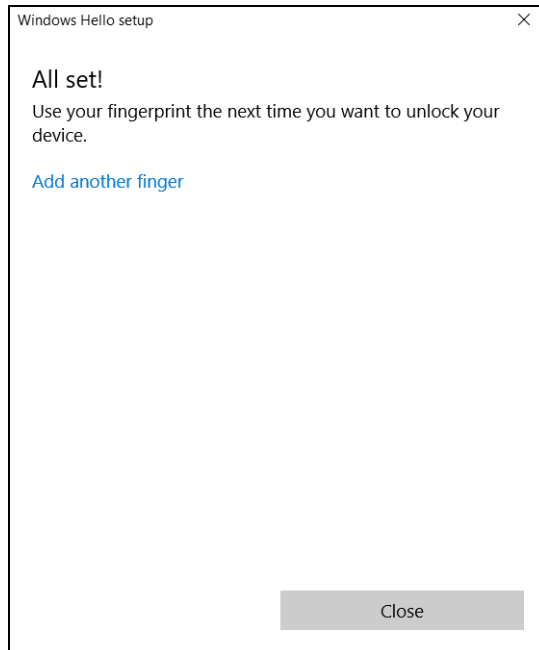 Windows Hello setup
All set!
Use your fingerprint the next time you want to unlock your
device.
Add another finger
Close